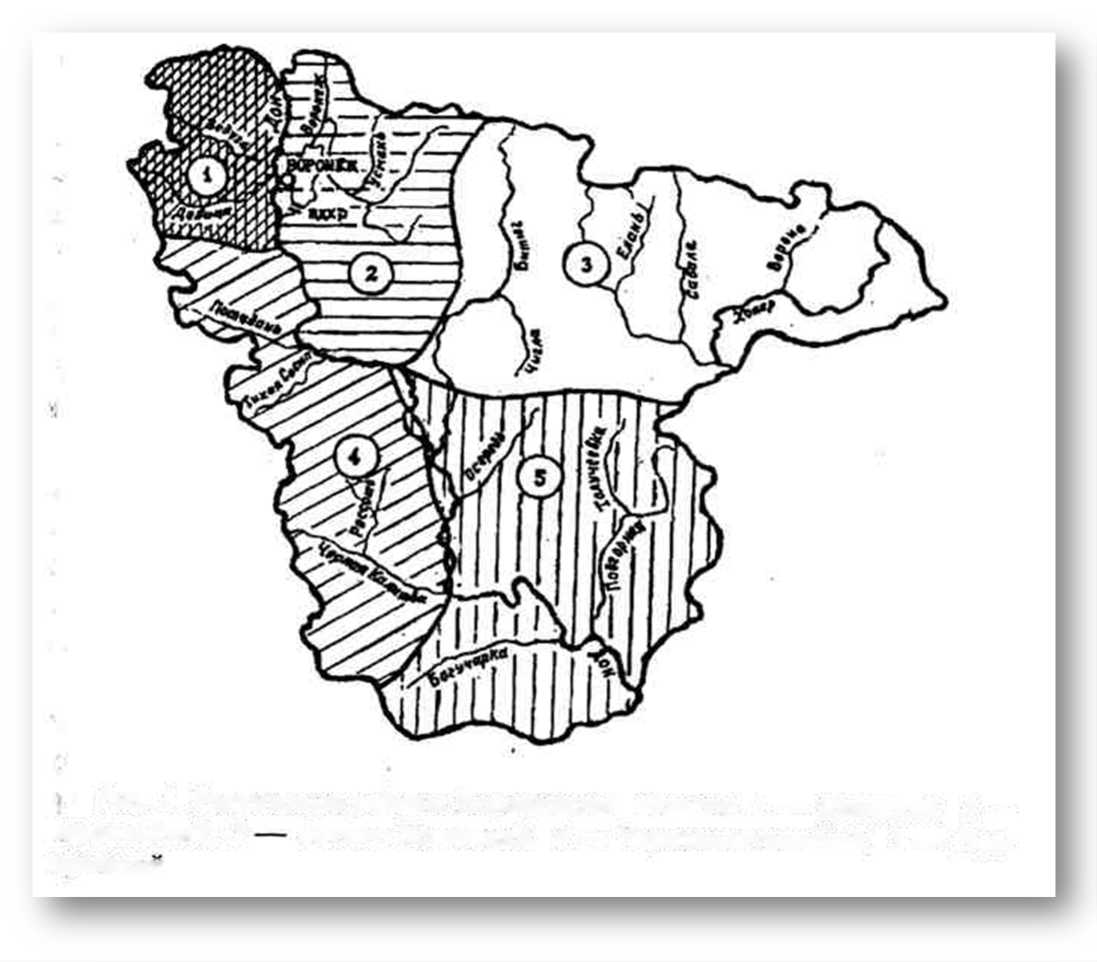 Дон
Воронеж
Ведуга
ВОРОНЕЖ
Усмань
1
Девица
2
Битюг
3
Елань
Савала
Ворона
Хопер
Чигла
Потудань
Тихая Сосна
4
Россошь
Черная Калитва
Осередь
5
Толучеевка
Подгорная
Богучарка
Дон